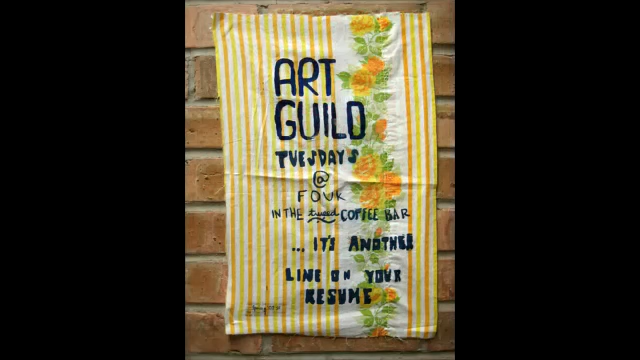 ART
GUILD
TUESDAYS
@
FOUR
IN THE tweed COFFEE BAR
... IT'S ANOTHER
LINE ON YOUR
RESUME